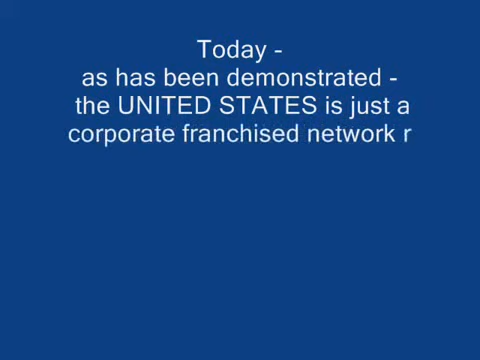 Today -
as has been demonstrated -
the UNITED STATES is just a
corporate franchised network r